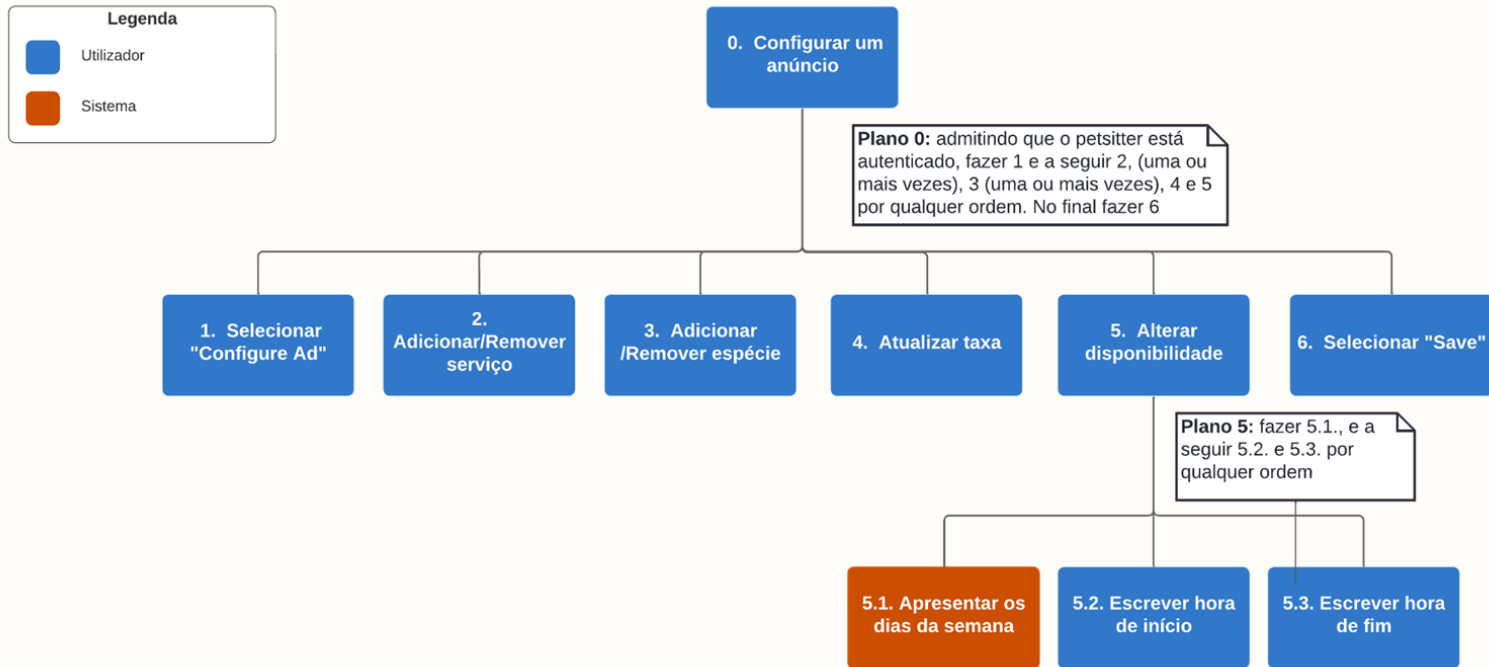 Legenda
Utilizador
Sistema
0. Configurar um
anúncio
Plano 0: admitindo que o petsitter está
autenticado, fazer 1 e a seguir 2, (uma ou
mais vezes), 3 (uma ou mais vezes), 4 e 5
por qualquer ordem. No final fazer 6
1. Selecionar
"Configure Ad"
2.
Adicionar/Remover
serviço
3. Adicionar
/Remover espécie
4. Atualizar taxa
5. Alterar
disponibilidade
6. Selecionar "Save"
Plano 5: fazer 5.1., e a
seguir 5.2. e 5.3. por
qualquer ordem
5.1. Apresentar os
dias da semana
5.2. Escrever hora
de início
5.3. Escrever hora
de fim